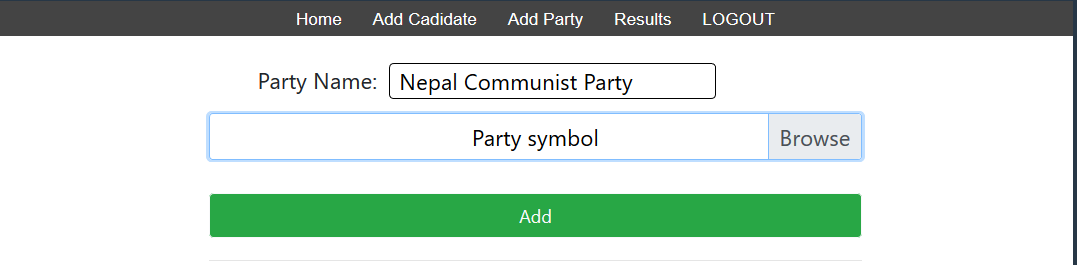 Home Add Cadidate Add Party Results LOGOUT
Party Name: Nepal Communist Party
Party symbol Browse
Add